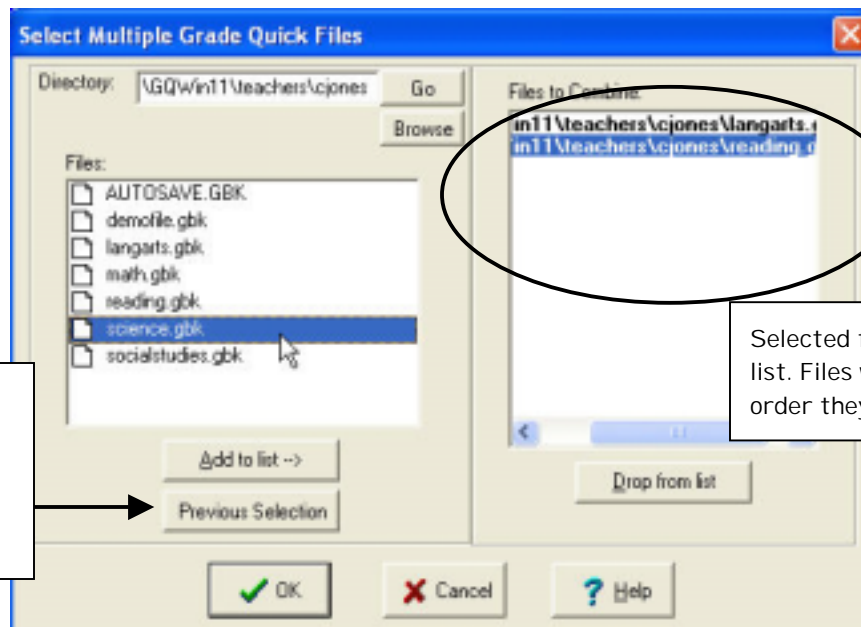 Select Multiple Grade Quick Files
Directory: \GQWin11\teachers\cjones Go
Browse
Files:
AUTOSAVE.GBK
demofile.gbk
langarts.gbk
math.gbk
reading.gbk
science.gbk
socialstudies.gbk
Add to list -->
Previous Selection
Files to Combine:
in11\teachers\cjones\langarts.
in11\teachers\cjones\reading.
Selected
list. Files
order they
Drop from list
OK Cancel ? Help